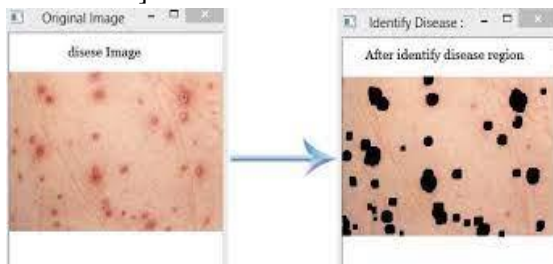 Original Image
disese Image
Identify Disease :
After identify disease region